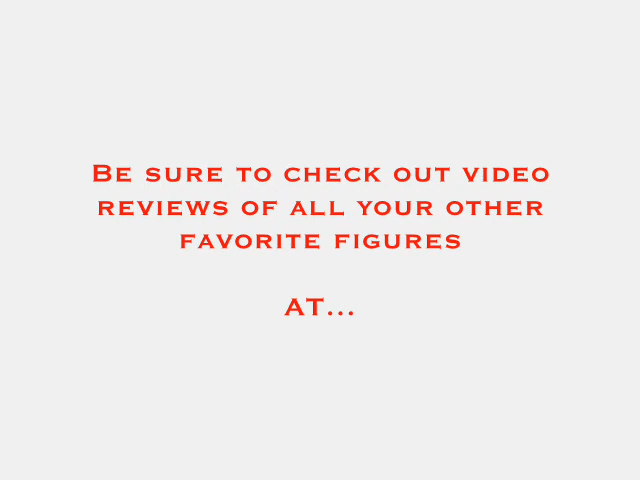 Be sure to check out video
reviews of all your other
favorite figures
at...